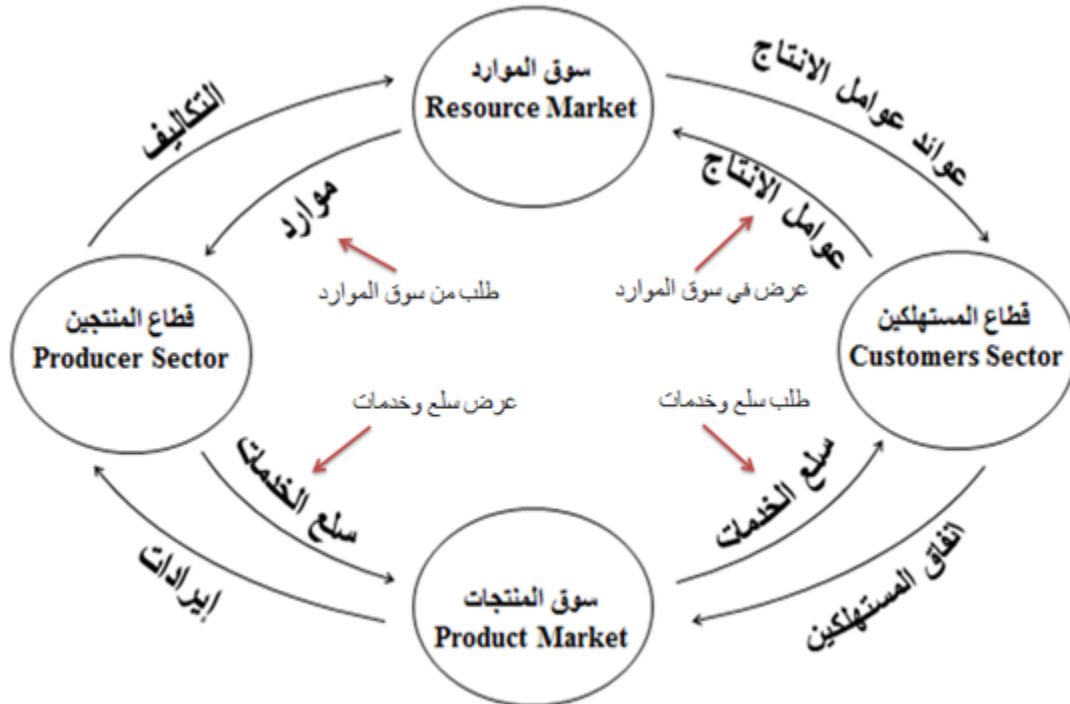 سوق الموارد
Resource Market
التكاليف
عوائد عوامل الانتاج
موارد
عوامل الانتاج
طلب من سوق الموارد
عرض في سوق الموارد
قطاع المنتجين
Producer Sector
قطاع المستهلكين
Customers Sector
عرض سلع وخدمات
طلب سلع وخدمات
سلع الخدمات
سلع الخدمات
إيرادات
انفاق المستهلكين
سوق المنتجات
Product Market